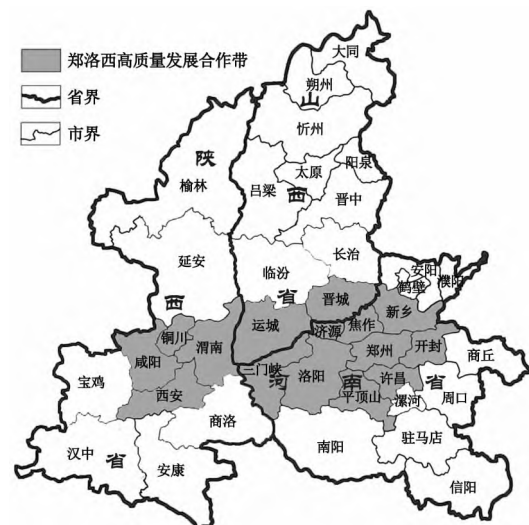 郑洛西高质量发展合作带
省界
市界
大同
朔州
山
忻州
陕
阳泉
太原
榆林
吕梁
西
晋中
延安
临汾
长治
安阳
濮阳
鹤壁
西
省
晋城
新乡
运城
济源
焦作
铜川
渭南
咸阳
郑州
开封
商丘
三门峡
洛阳
河
南
省
宝鸡
西安
许昌
平顶山
周口
漯河
商洛
汉中
省
安康
南阳
驻马店
信阳